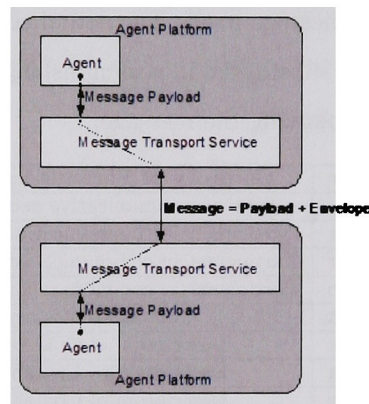 Agent Platform
Agent
Message Payload
Message Transport Service
Message = Payload + Envelope
Message Transport Service
Message Payload
Agent
Agent Platform